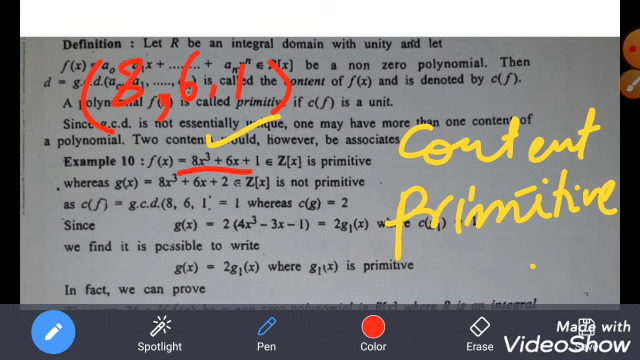 Definition : Let R be an integral domain with unity and let
f(x) = a₀ + a₁x + ........ + aₙxⁿ ∈ R[x] be a non zero polynomial. Then
d = g.c.d.(a₀, a₁, ......, is called the content of f(x) and is denoted by c(f).
A polynomial f(x) is called primitive if c(f) is a unit.
Since g.c.d. is not essentially unique, one may have more than one content of
a polynomial. Two content would, however, be associates
Example 10 : f(x) = 8x³ + 6x + 1 ∈ Z[x] is primitive
whereas g(x) = 8x³ + 6x + 2 ∈ Z[x] is not primitive
as c(f) = g.c.d.(8, 6, 1) = 1 whereas c(g) = 2
Since g(x) = 2(4x³ – 3x – 1) = 2g₁(x) where
we find it is possible to write
g(x) = 2g₁(x) where g₁(x) is primitive
In fact, we can prove
(8, 6, 1)
content
primitive
Spotlight Pen Color Erase
Made with
VideoShow